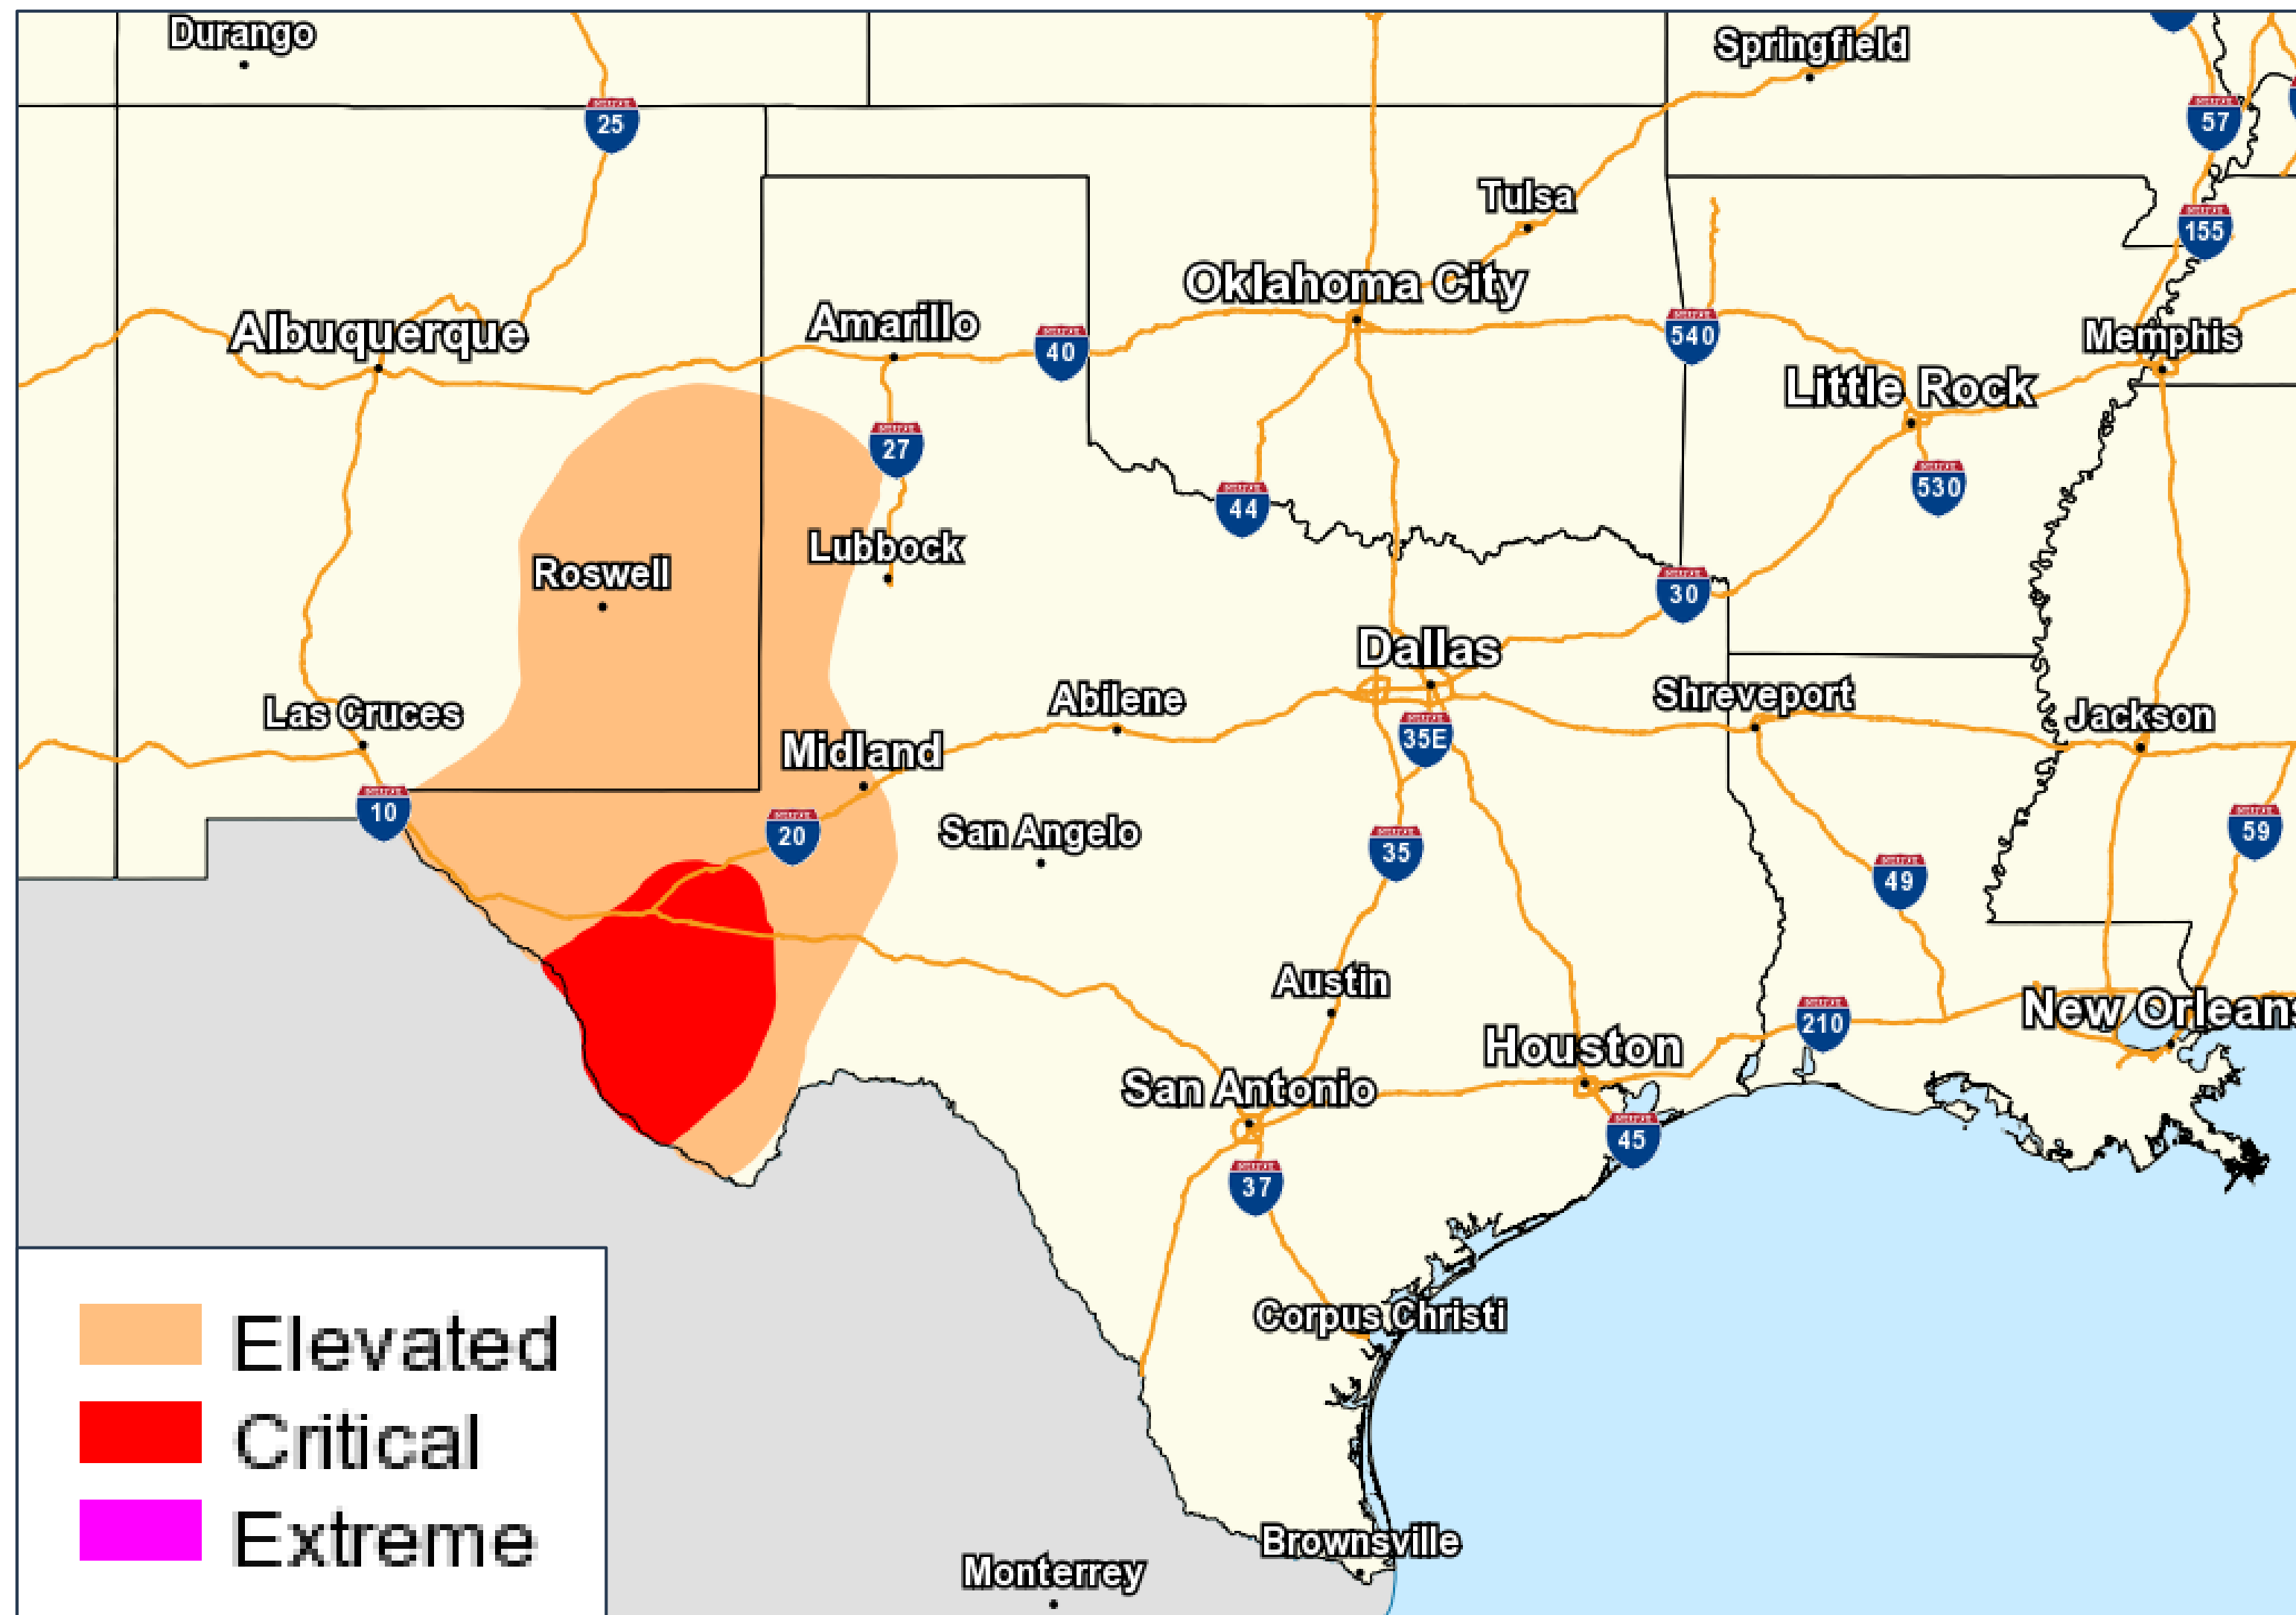 Durango
Springfield
25
57
Tulsa
155
Oklahoma City
Albuquerque
Amarillo
40
540
Memphis
Little Rock
27
530
44
Lubbock
Roswell
30
Dallas
Las Cruces
Abilene
Shreveport
Jackson
35E
Midland
10
20
San Angelo
35
59
49
Austin
New Orleans
210
Houston
San Antonio
45
37
Corpus Christi
Brownsville
Monterrey
Elevated
Critical
Extreme